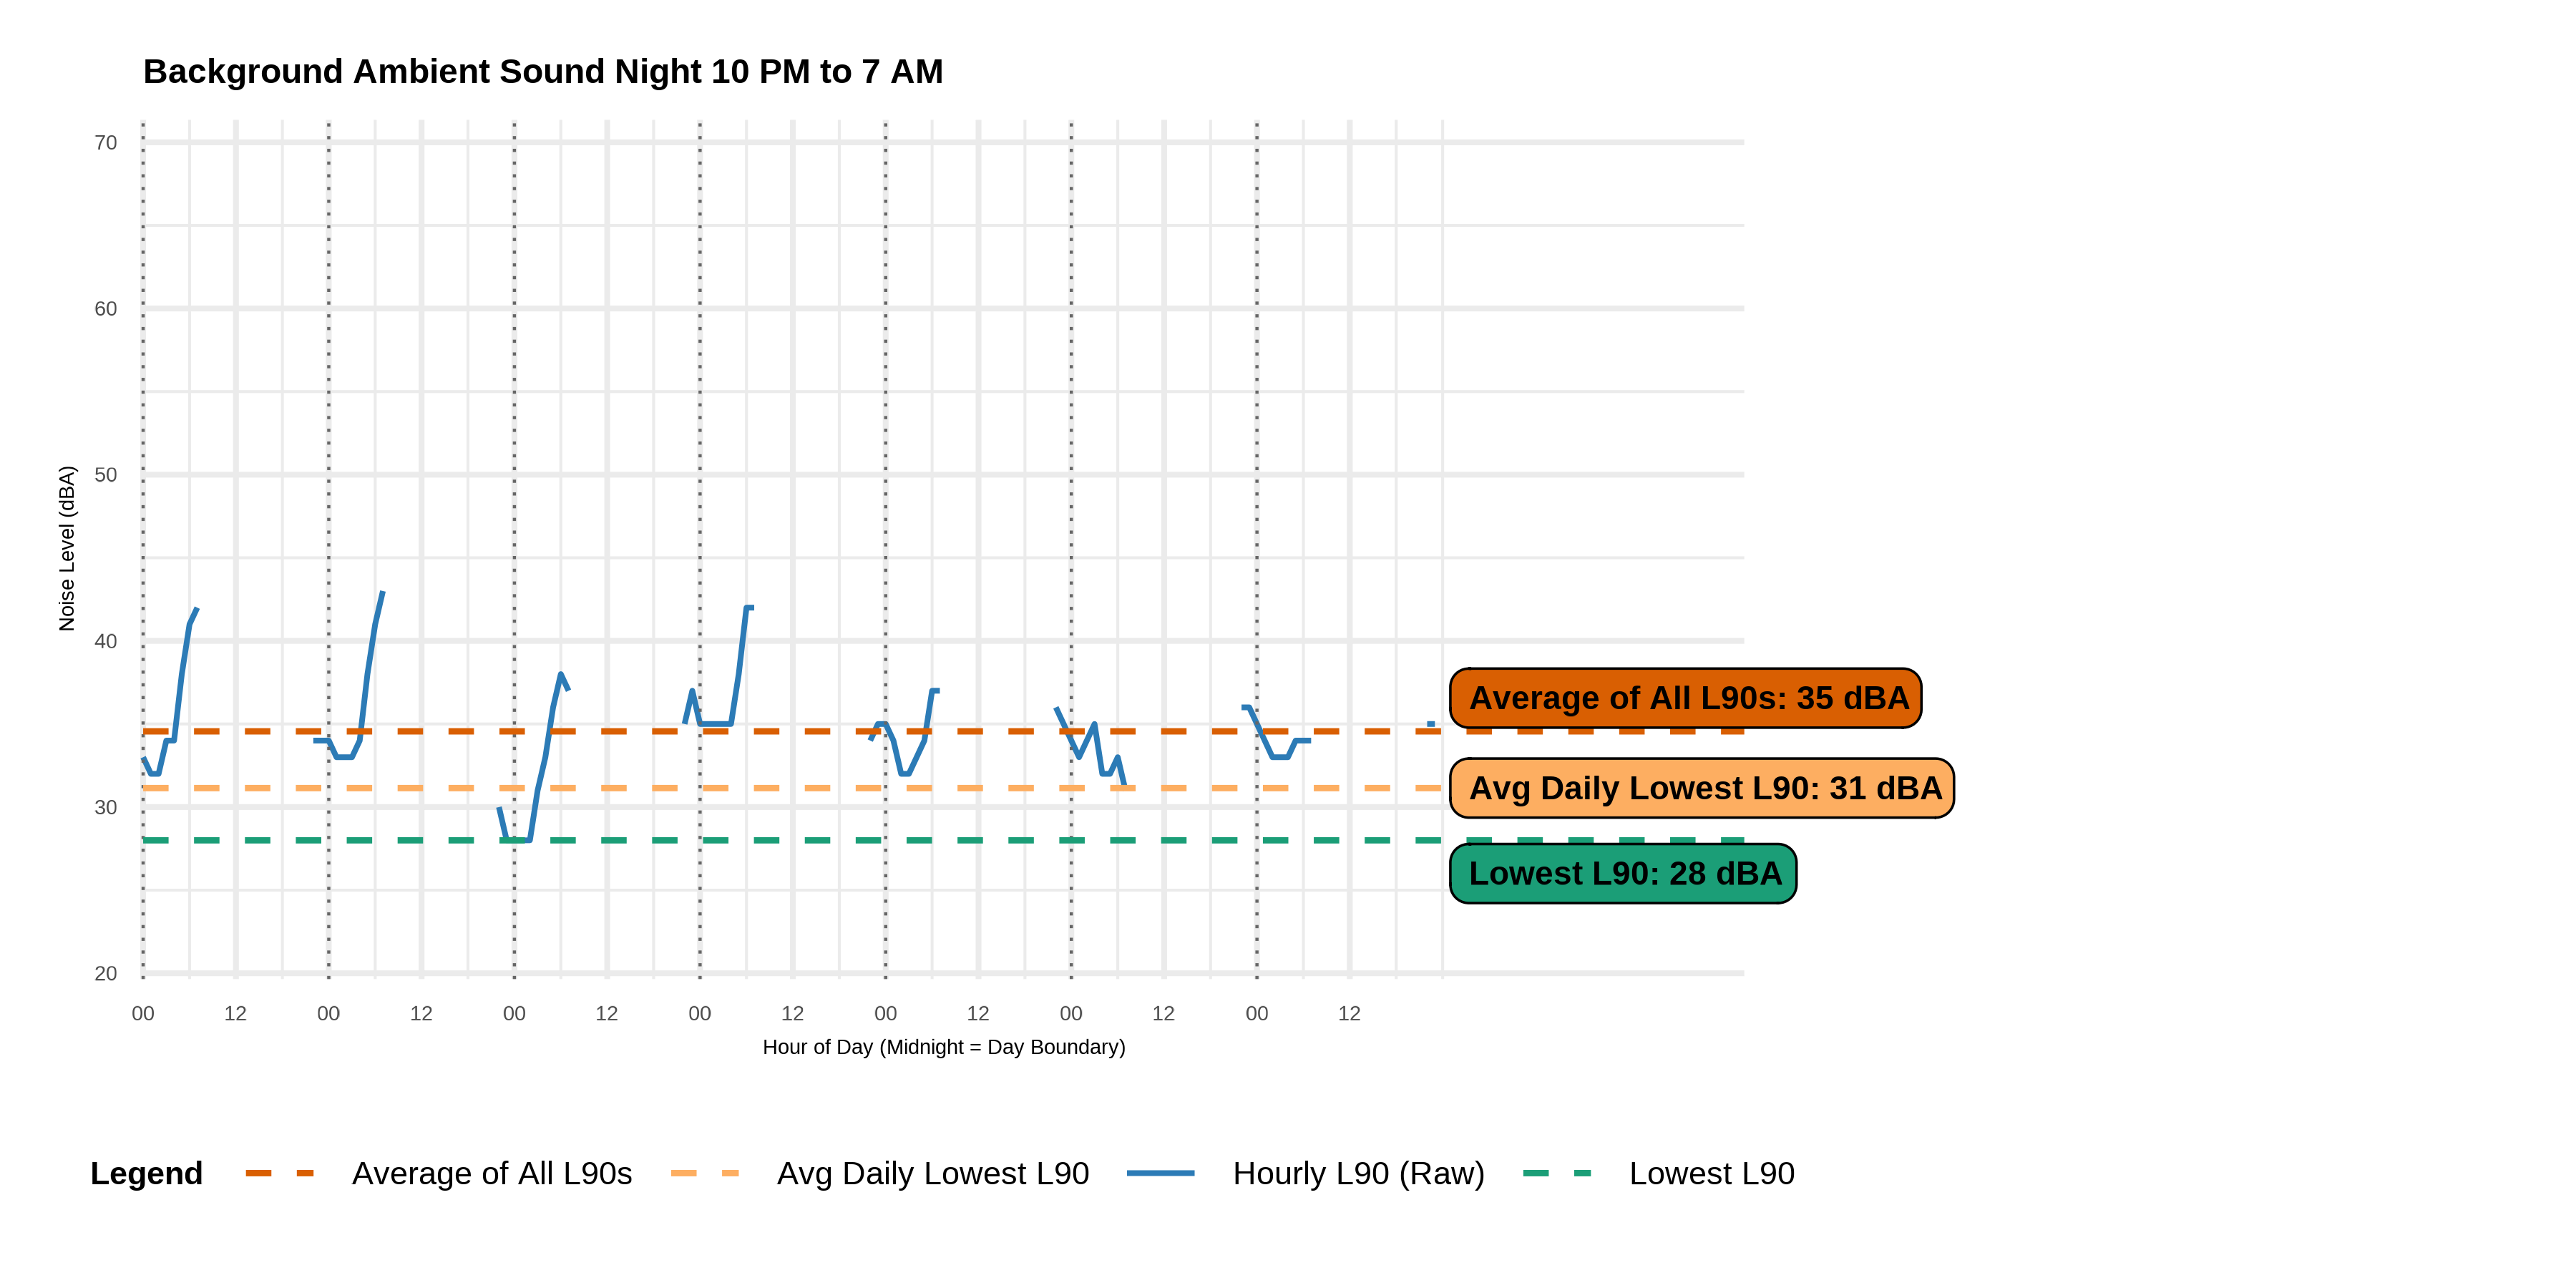 Background Ambient Sound Night 10 PM to 7 AM
70
60
50
40
30
20
Noise Level (dBA)
Average of All L90s: 35 dBA
Avg Daily Lowest L90: 31 dBA
Lowest L90: 28 dBA
00 12 00 12 00 12 00 12 00 12 00 12 00 12
Hour of Day (Midnight = Day Boundary)
Legend Average of All L90s Avg Daily Lowest L90 Hourly L90 (Raw) Lowest L90